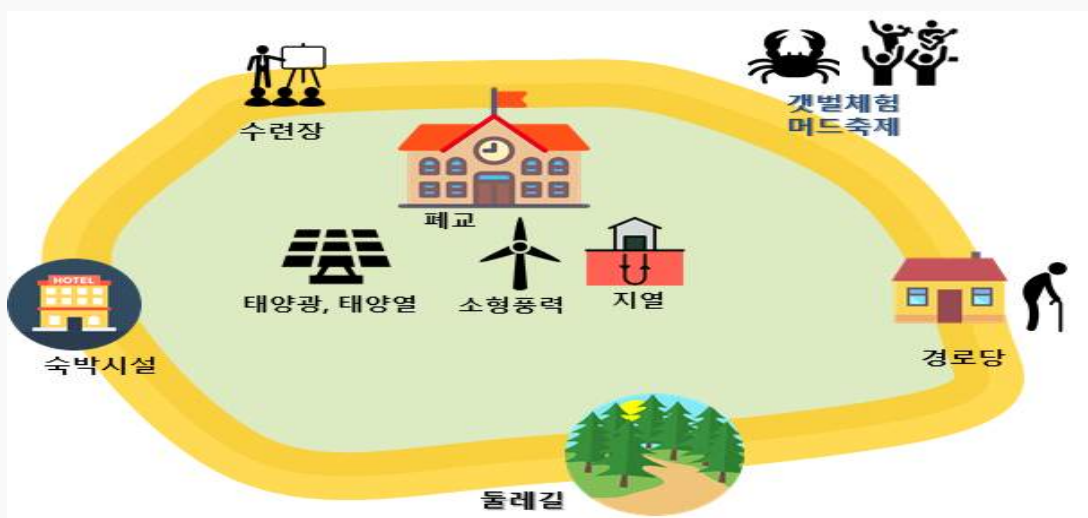 수련장
갯벌체험
머드축제
폐교
태양광, 태양열
소형풍력
지열
HOTEL
숙박시설
경로당
둘레길